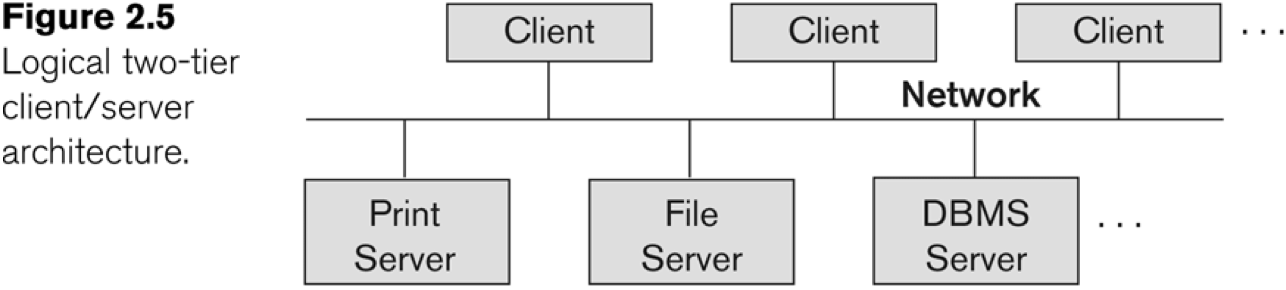 Figure 2.5
Logical two-tier
client/server
architecture.
Client
Client
Client
. . .
Network
Print
Server
File
Server
DBMS
Server
. . .